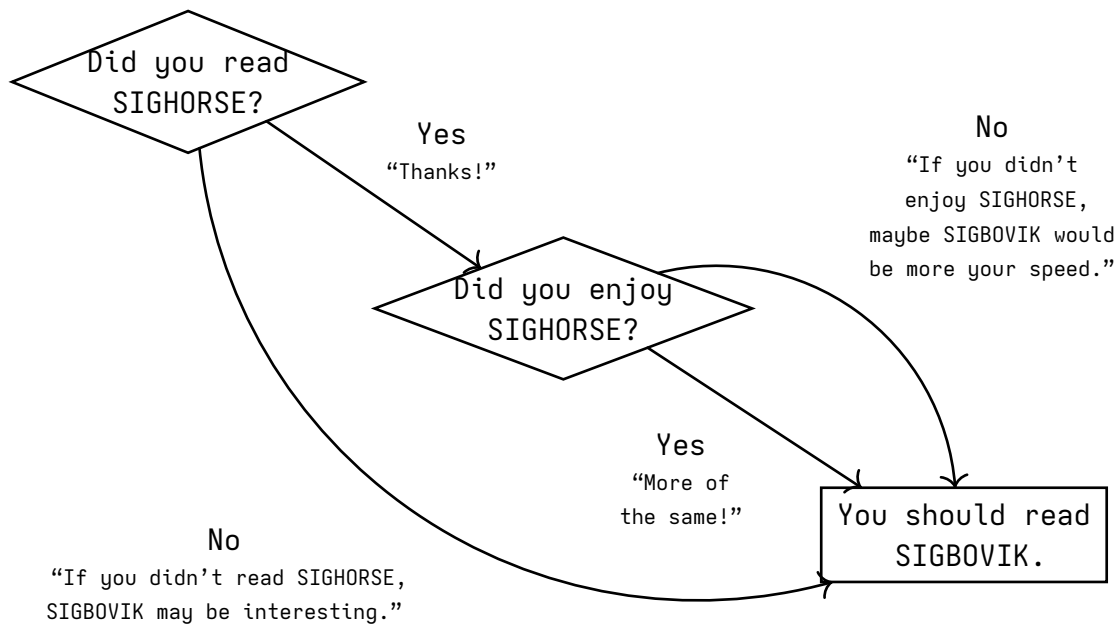 Did you read
SIGHORSE?
Yes
“Thanks!”
No
“If you didn’t
enjoy SIGHORSE,
maybe SIGBOVIK would
be more your speed.”
Did you enjoy
SIGHORSE?
Yes
“More of
the same!”
You should read
SIGBOVIK.
No
“If you didn’t read SIGHORSE,
SIGBOVIK may be interesting.”